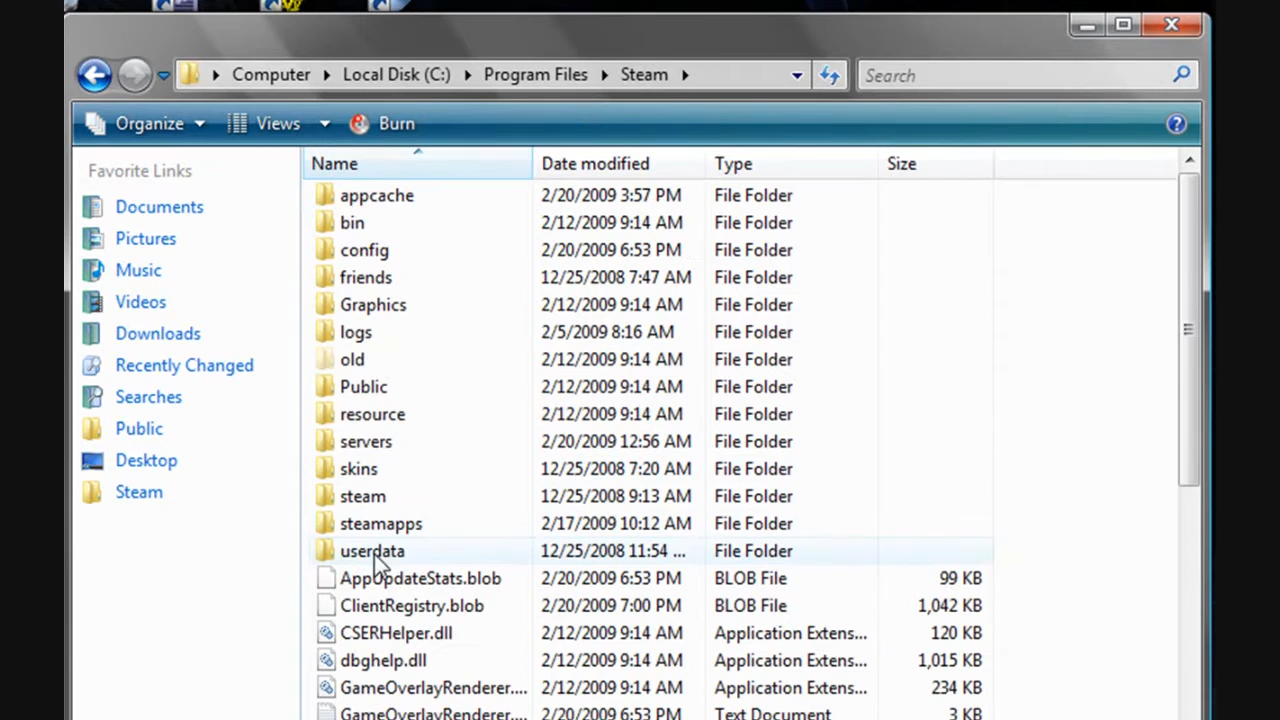 Computer Local Disk (C:) Program Files Steam Search
Organize Views Burn
Favorite Links
Documents
Pictures
Music
Videos
Downloads
Recently Changed
Searches
Public
Desktop
Steam
Name Date modified Type Size
appcache 2/20/2009 3:57 PM File Folder
bin 2/12/2009 9:14 AM File Folder
config 2/20/2009 6:53 PM File Folder
friends 12/25/2008 7:47 AM File Folder
Graphics 2/12/2009 9:14 AM File Folder
logs 2/5/2009 8:16 AM File Folder
old 2/12/2009 9:14 AM File Folder
Public 2/12/2009 9:14 AM File Folder
resource 2/12/2009 9:14 AM File Folder
servers 2/20/2009 12:56 AM File Folder
skins 12/25/2008 7:20 AM File Folder
steam 12/25/2008 9:13 AM File Folder
steamapps 2/17/2009 10:12 AM File Folder
userdata 12/25/2008 11:54 ... File Folder
AppUpdateStats.blob 2/20/2009 6:53 PM BLOB File 99 KB
ClientRegistry.blob 2/20/2009 7:00 PM BLOB File 1,042 KB
CSERHelper.dll 2/12/2009 9:14 AM Application Extens... 120 KB
dbghelp.dll 2/12/2009 9:14 AM Application Extens... 1,015 KB
GameOverlayRenderer.... 2/12/2009 9:14 AM Application Extens... 234 KB
GameOverlayRenderer.... 2/20/2009 6:53 PM Text Document 3 KB